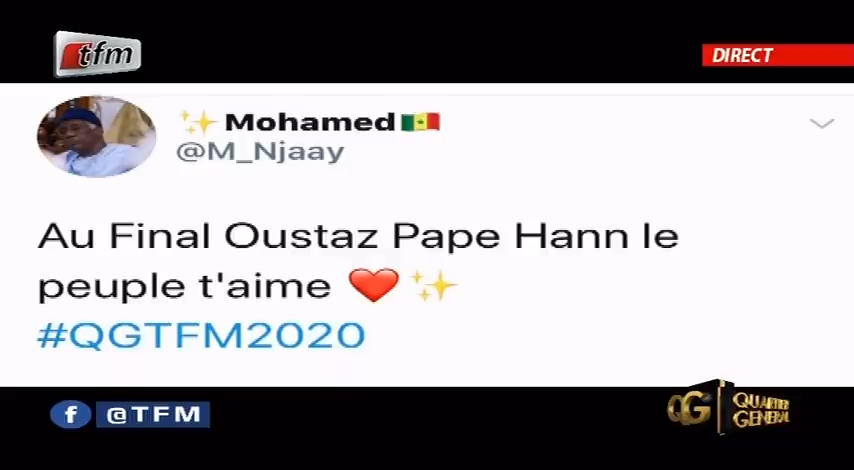 tfm
DIRECT
✨ Mohamed 🇸🇳
@M_Njaay
Au Final Oustaz Pape Hann le
peuple t'aime ❤️ ✨
#QGTFM2020
f @TFM
QG QUARTIER
GENERAL